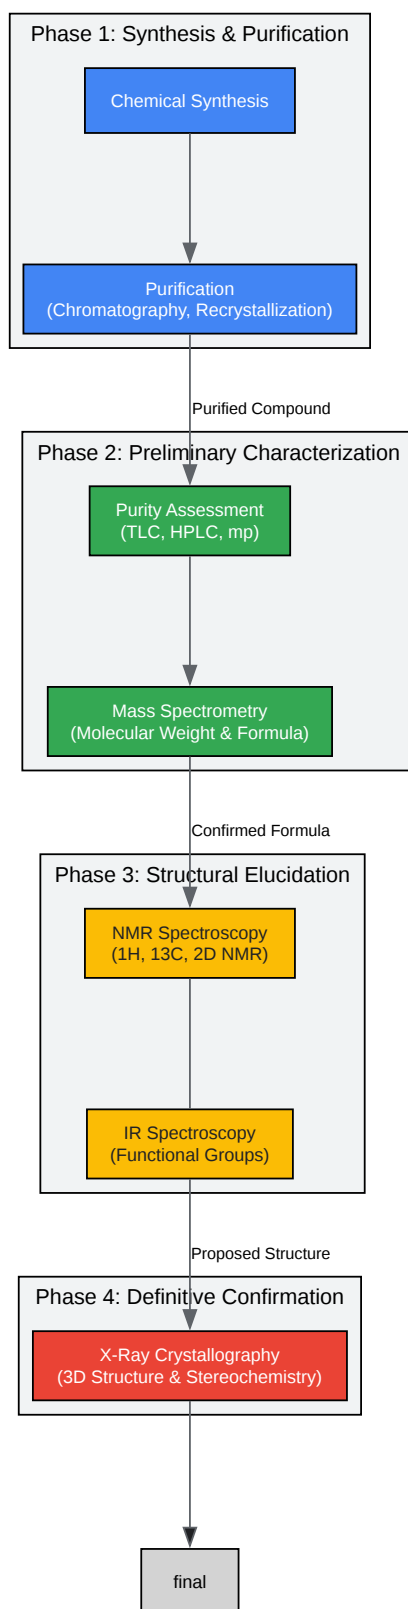 Phase 1: Synthesis & Purification
Chemical Synthesis
Purification
(Chromatography, Recrystallization)
Purified Compound
Phase 2: Preliminary Characterization
Purity Assessment
(TLC, HPLC, mp)
Mass Spectrometry
(Molecular Weight & Formula)
Confirmed Formula
Phase 3: Structural Elucidation
NMR Spectroscopy
(1H, 13C, 2D NMR)
IR Spectroscopy
(Functional Groups)
Proposed Structure
Phase 4: Definitive Confirmation
X-Ray Crystallography
(3D Structure & Stereochemistry)
final